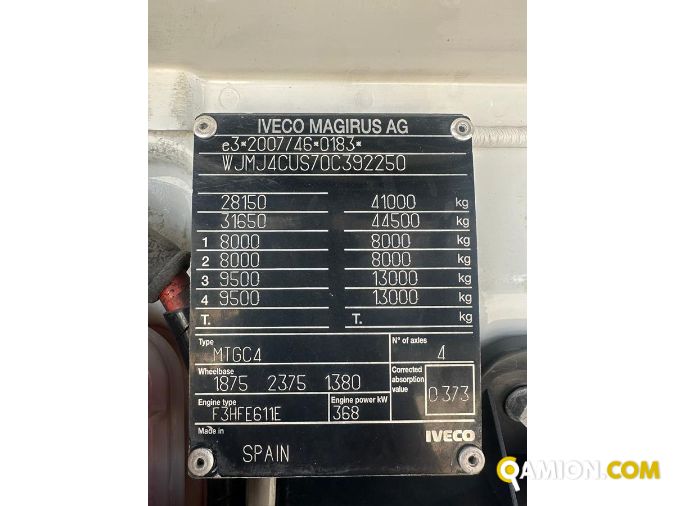 IVECO MAGIRUS AG
e3*2007/46*0183*
WJMJ4CUS70C392250
28150 41000 kg
31650 44500 kg
1 8000 8000 kg
2 8000 8000 kg
3 9500 13000 kg
4 9500 13000 kg
T. T. kg
Type MTGC4 N° of axles 4
Wheelbase 1875 2375 1380 Corrected absorption value 0373
Engine type F3HFE611E Engine power kW 368
Made in SPAIN IVECO
QAMION.COM